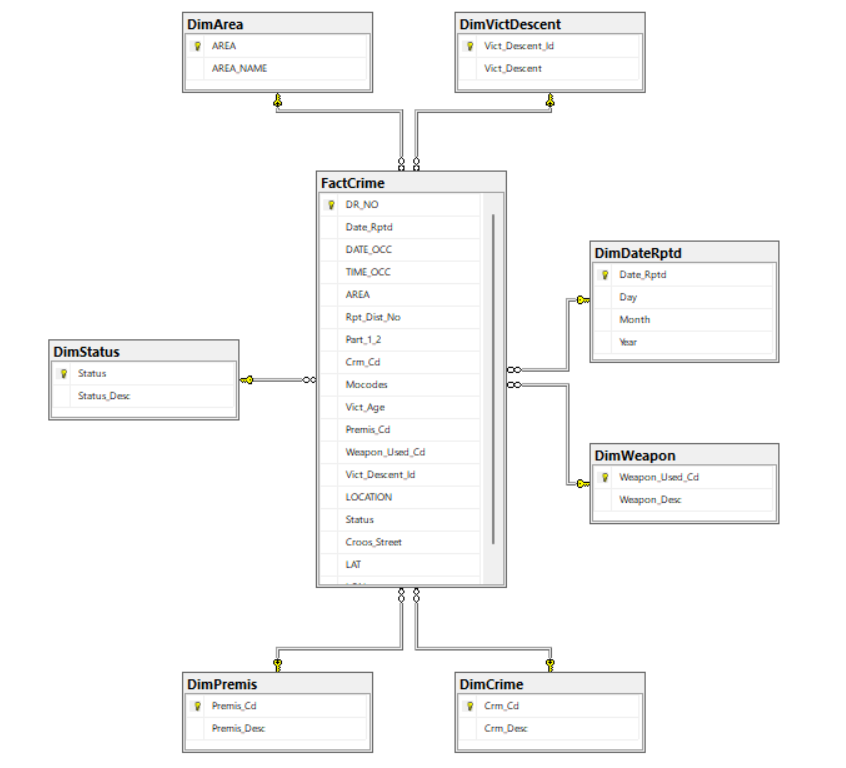 DimArea
AREA
AREA_NAME
DimVictDescent
Vict_Descent_Id
Vict_Descent
FactCrime
DR_NO
Date_Rptd
DATE_OCC
TIME_OCC
AREA
Rpt_Dist_No
Part_1_2
Crm_Cd
Mocodes
Vict_Age
Premis_Cd
Weapon_Used_Cd
Vict_Descent_Id
LOCATION
Status
Croos_Street
LAT
DimDateRptd
Date_Rptd
Day
Month
Year
DimStatus
Status
Status_Desc
DimWeapon
Weapon_Used_Cd
Weapon_Desc
DimPremis
Premis_Cd
Premis_Desc
DimCrime
Crm_Cd
Crm_Desc